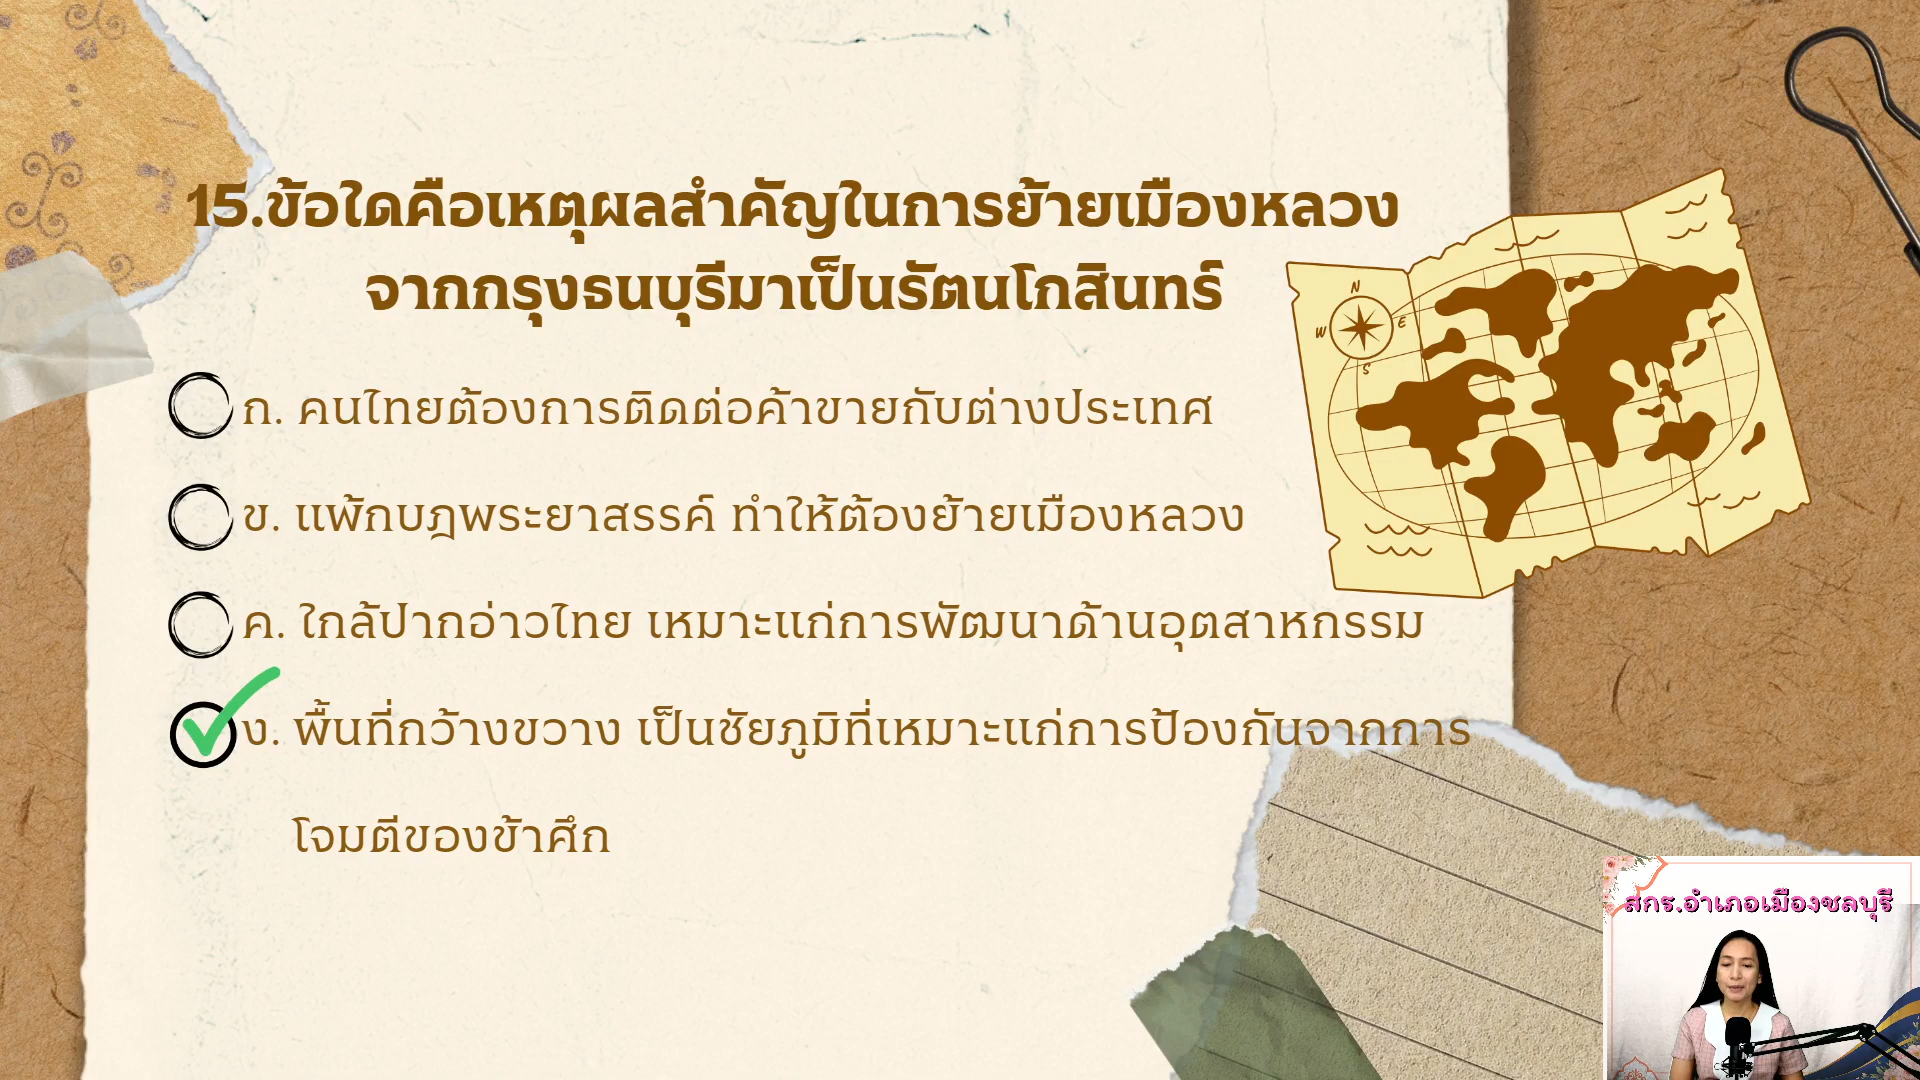 15.ข้อใดคือเหตุผลสำคัญในการย้ายเมืองหลวง
จากกรุงธนบุรีมาเป็นรัตนโกสินทร์
ก. คนไทยต้องการติดต่อค้าขายกับต่างประเทศ
ข. แพ้กบฎพระยาสรรค์ ทำให้ต้องย้ายเมืองหลวง
ค. ใกล้ปากอ่าวไทย เหมาะแก่การพัฒนาด้านอุตสาหกรรม
ง. พื้นที่กว้างขวาง เป็นชัยภูมิที่เหมาะแก่การป้องกันจากการ
โจมตีของข้าศึก
N
W
E
S
สกร.อำเภอเมืองชลบุรี